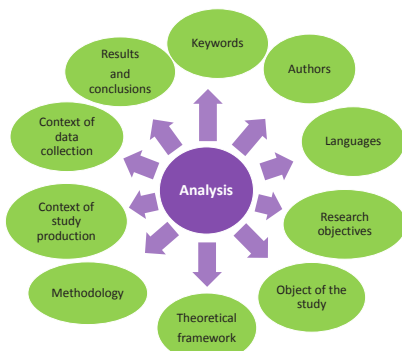 Keywords
Authors
Languages
Research
objectives
Object of the
study
Theoretical
framework
Methodology
Context of
study
production
Context of
data
collection
Results
and
conclusions
Analysis